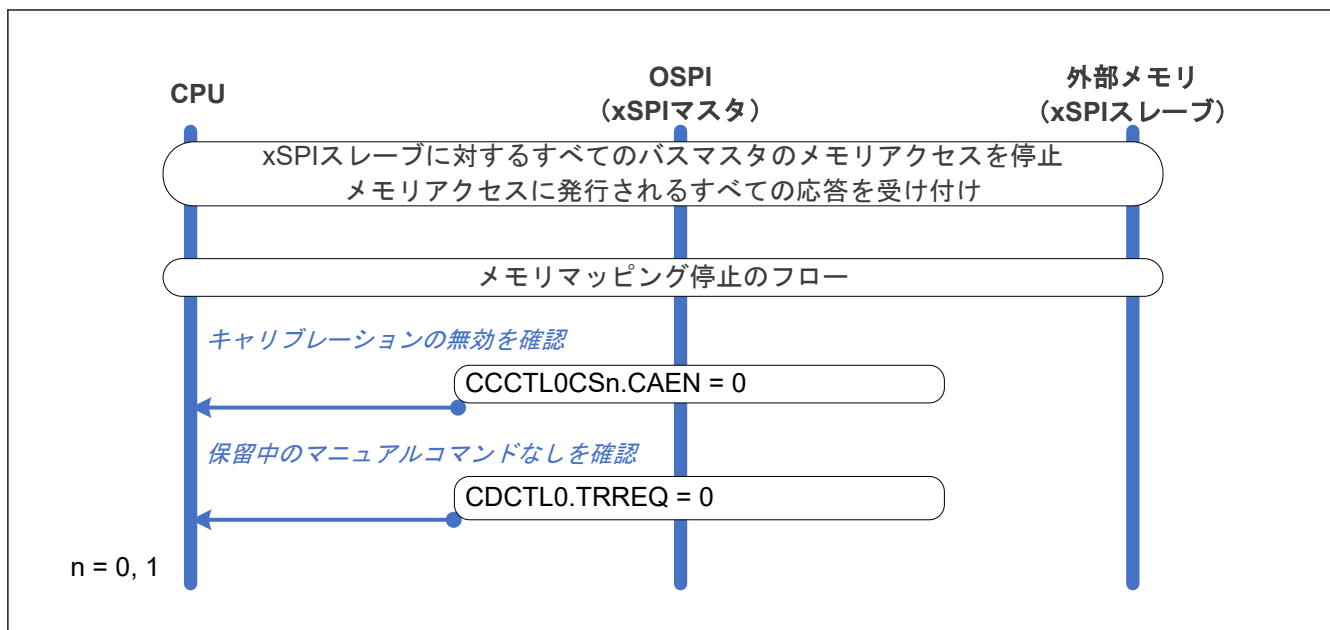 CPU
OSPI
（xSPIマスタ）
外部メモリ
（xSPIスレーブ）
xSPIスレーブに対するすべてのバスマスタのメモリアクセスを停止
メモリアクセスに発行されるすべての応答を受け付け
メモリマッピング停止のフロー
キャリブレーションの無効を確認
CCCTL0CSn.CAEN = 0
保留中のマニュアルコマンドなしを確認
CDCTL0.TRREQ = 0
n = 0, 1